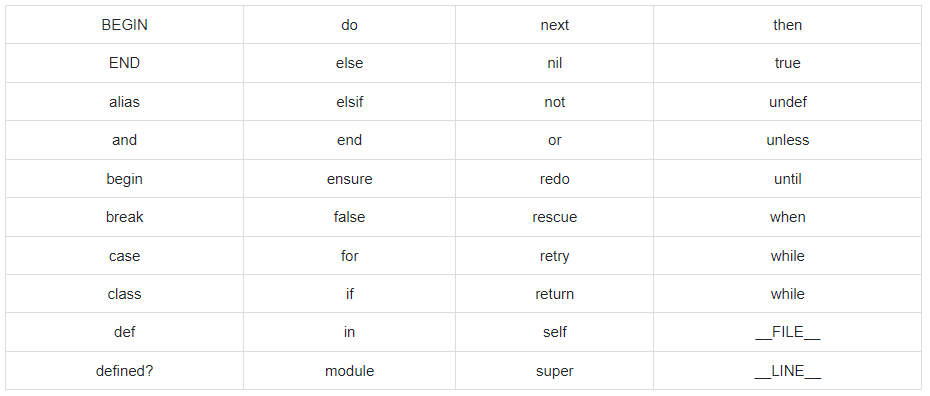 BEGIN do next then
END else nil true
alias elsif not undef
and end or unless
begin ensure redo until
break false rescue when
case for retry while
class if return while
def in self __FILE__
defined? module super __LINE__